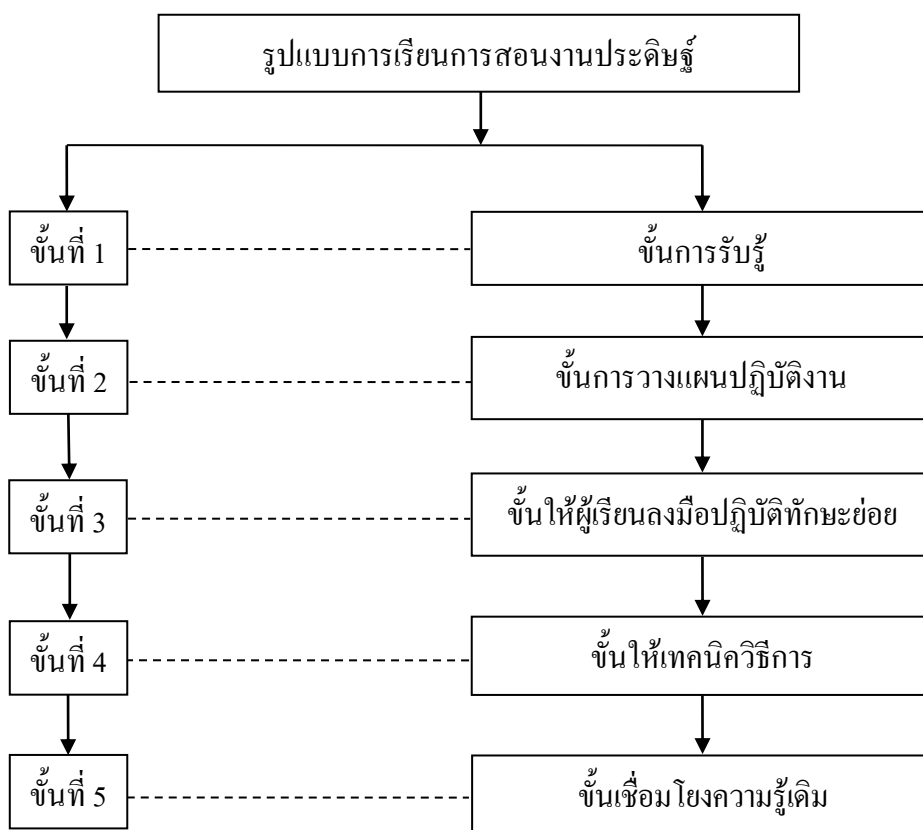 รูปแบบการเรียนการสอนงานประดิษฐ์
ขั้นที่ 1
ขั้นการรับรู้
ขั้นที่ 2
ขั้นการวางแผนปฏิบัติงาน
ขั้นที่ 3
ขั้นให้ผู้เรียนลงมือปฏิบัติทักษะย่อย
ขั้นที่ 4
ขั้นให้เทคนิควิธีการ
ขั้นที่ 5
ขั้นเชื่อมโยงความรู้เดิม